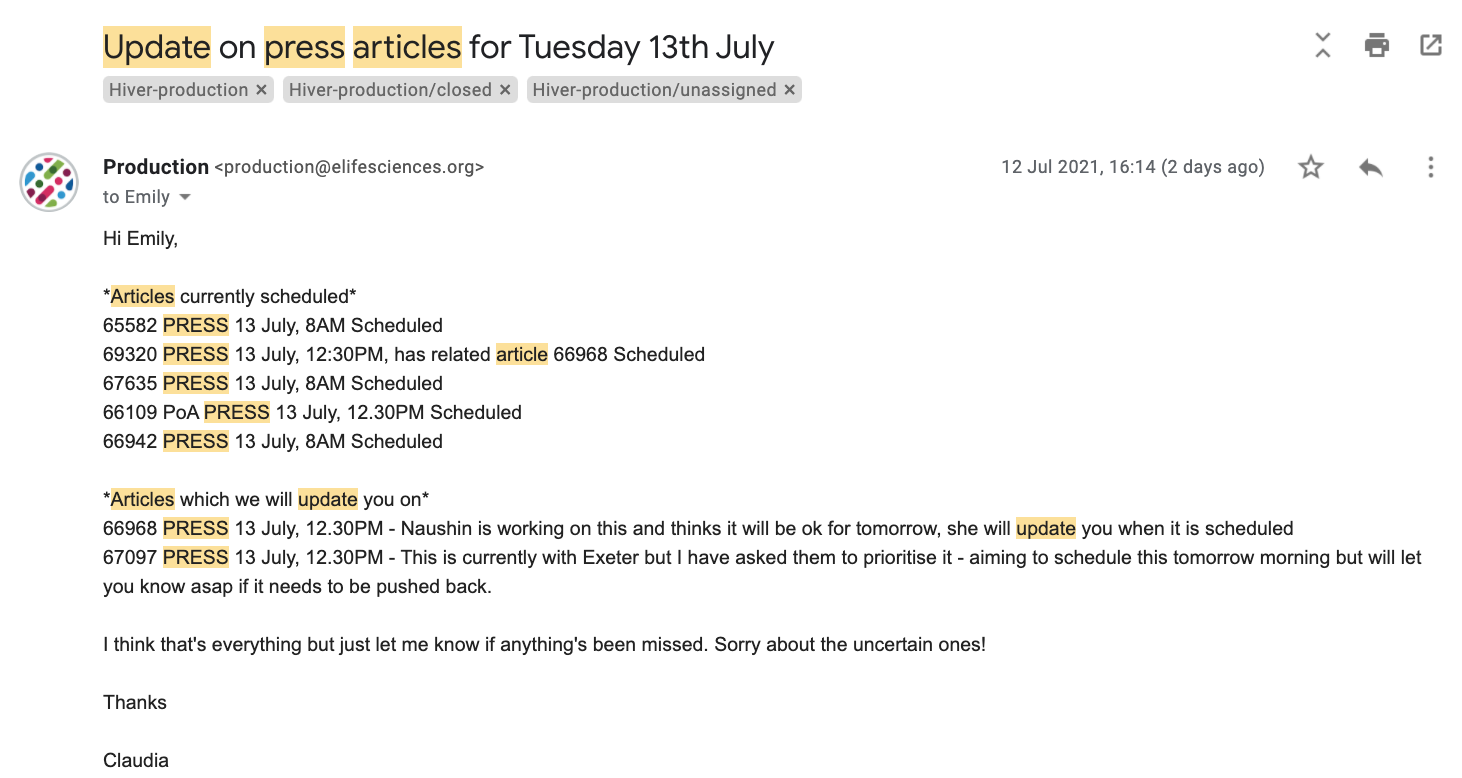 Update on press articles for Tuesday 13th July
Hiver-production × Hiver-production/closed × Hiver-production/unassigned ×
Production <production@elifesciences.org> 12 Jul 2021, 16:14 (2 days ago)
to Emily
Hi Emily,
*Articles currently scheduled*
65582 PRESS 13 July, 8AM Scheduled
69320 PRESS 13 July, 12:30PM, has related article 66968 Scheduled
67635 PRESS 13 July, 8AM Scheduled
66109 PoA PRESS 13 July, 12.30PM Scheduled
66942 PRESS 13 July, 8AM Scheduled
*Articles which we will update you on*
66968 PRESS 13 July, 12.30PM - Naushin is working on this and thinks it will be ok for tomorrow, she will update you when it is scheduled
67097 PRESS 13 July, 12.30PM - This is currently with Exeter but I have asked them to prioritise it - aiming to schedule this tomorrow morning but will let
you know asap if it needs to be pushed back.
I think that's everything but just let me know if anything's been missed. Sorry about the uncertain ones!
Thanks
Claudia